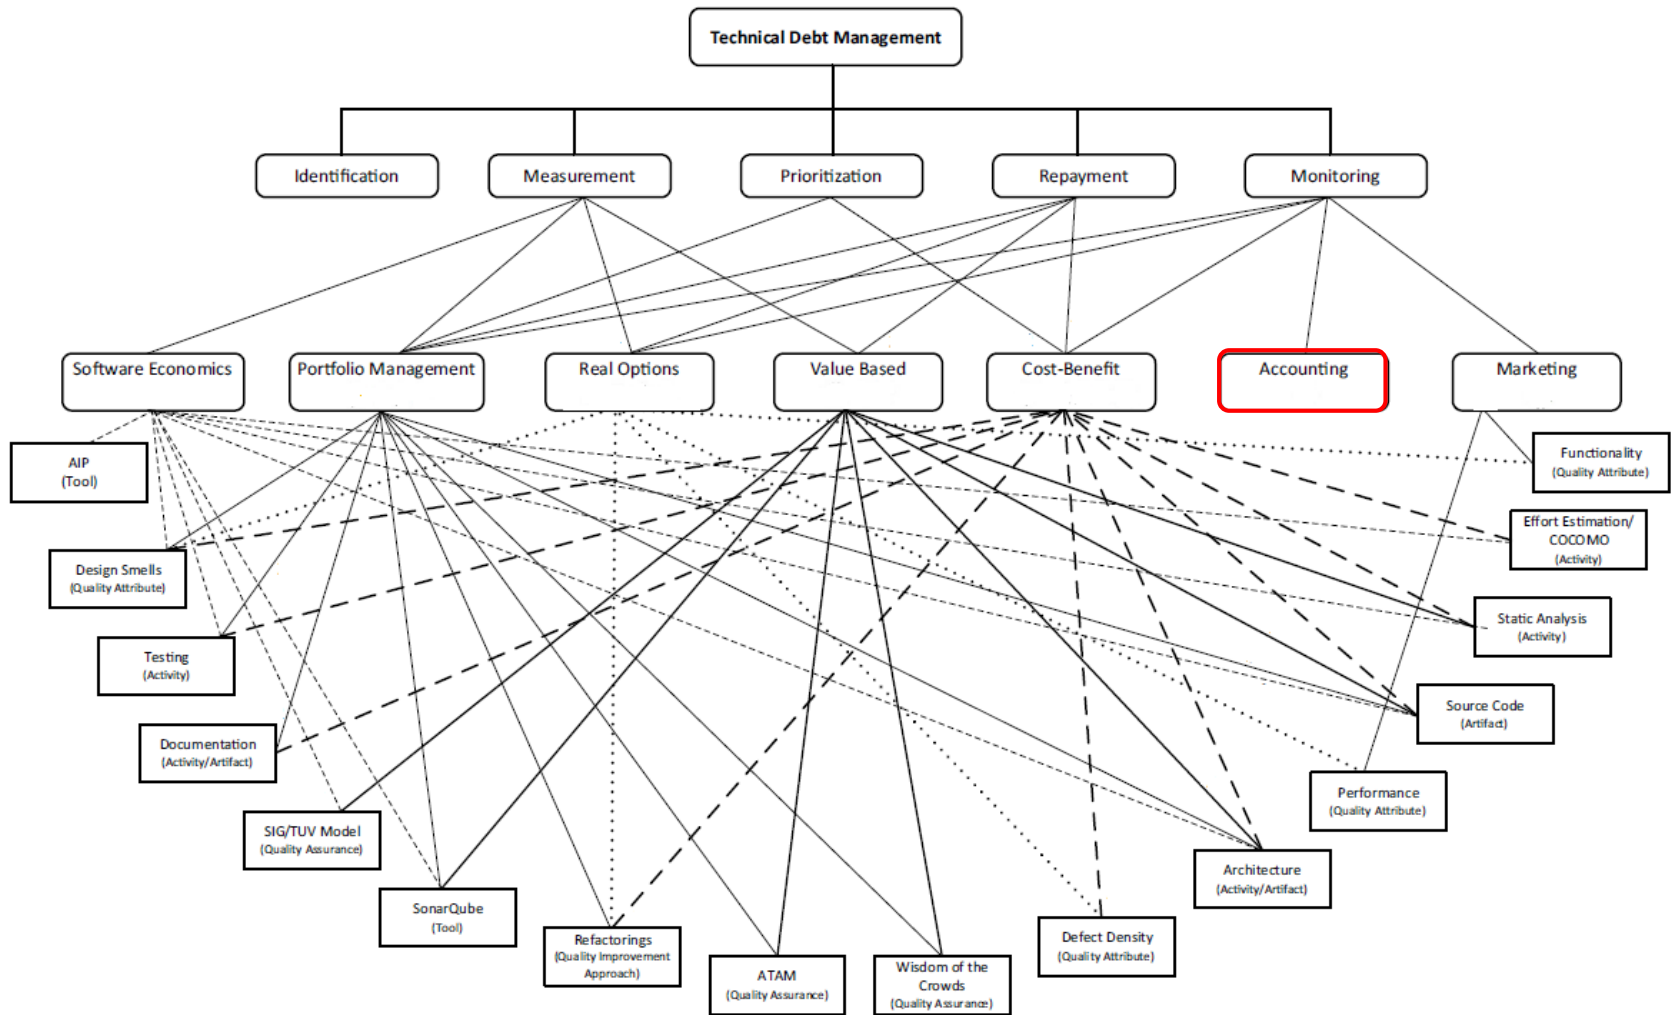 Technical Debt Management
Identification
Measurement
Prioritization
Repayment
Monitoring
Software Economics
Portfolio Management
Real Options
Value Based
Cost-Benefit
Accounting
Marketing
AIP
(Tool)
Functionality
(Quality Attribute)
Effort Estimation/
COCOMO
(Activity)
Design Smells
(Quality Attribute)
Static Analysis
(Activity)
Testing
(Activity)
Source Code
(Artifact)
Documentation
(Activity/Artifact)
Performance
(Quality Attribute)
SIG/TUV Model
(Quality Assurance)
Architecture
(Activity/Artifact)
SonarQube
(Tool)
Defect Density
(Quality Attribute)
Refactorings
(Quality Improvement
Approach)
ATAM
(Quality Assurance)
Wisdom of the
Crowds
(Quality Assurance)